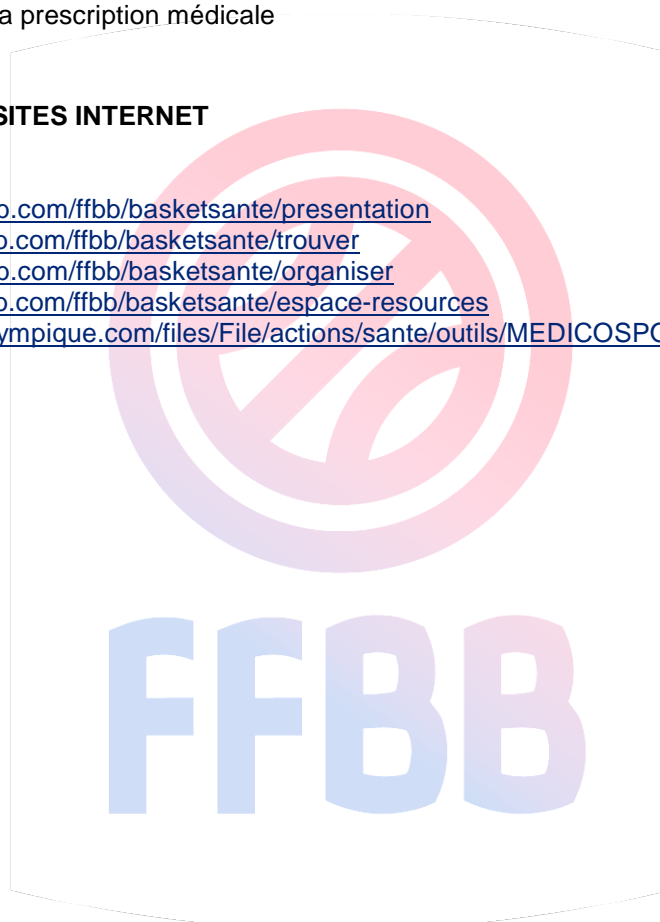 a prescription médicale
SITES INTERNET
b.com/ffbb/basketsante/presentation
b.com/ffbb/basketsante/trouver
b.com/ffbb/basketsante/organiser
b.com/ffbb/basketsante/espace-resources
ympique.com/files/File/actions/sante/outils/MEDICOSPO
FFBB